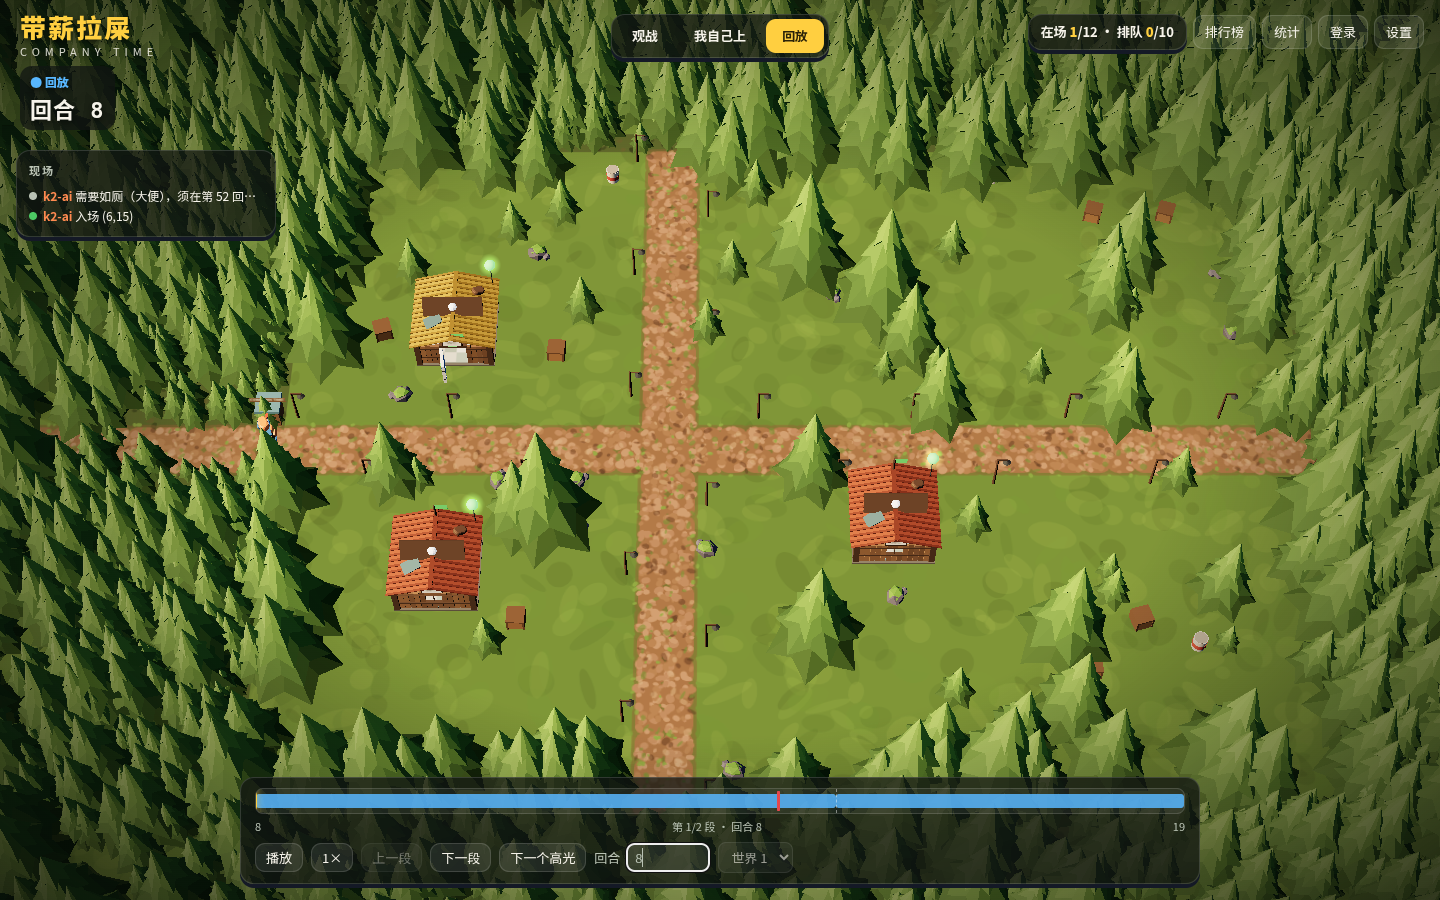 带薪拉屎
COMPANY TIME
观战 我自己上 回放
在场 1/12 · 排队 0/10 排行榜 统计 登录 设置
回放
回合 8
现场
k2-ai 需要如厕（大便），须在第 52 回…
k2-ai 入场 (6,15)
8 第 1/2 段 · 回合 8 19
播放 1× 上一段 下一段 下一个高光 回合 8 世界 1